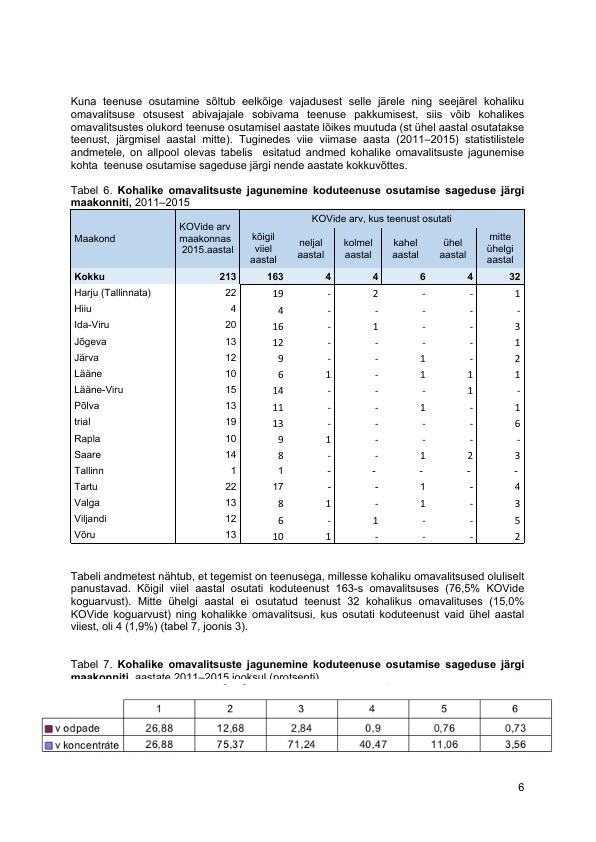 Kuna teenuse osutamine sõltub eelkõige vajadusest selle järele ning seejärel kohaliku
omavalitsuse otsusest abivajajale sobivama teenuse pakkumisest, siis võib kohalikes
omavalitsustes olukord teenuse osutamisel aastate lõikes muutuda (st ühel aastal osutatakse
teenust, järgmisel aastal mitte). Tuginedes viie viimase aasta (2011–2015) statistilistele
andmetele, on allpool olevas tabelis esitatud andmed kohalike omavalitsuste jagunemise
kohta teenuse osutamise sageduse järgi nende aastate kokkuvõttes.
Tabel 6. Kohalike omavalitsuste jagunemine koduteenuse osutamise sageduse järgi
maakonniti, 2011–2015
Maakond KOVide arv maakonnas 2015.aastal KOVide arv, kus teenust osutati
kõigil viiel aastal neljal aastal kolmel aastal kahel aastal ühel aastal mitte ühelgi aastal
Kokku 213 163 4 4 6 4 32
Harju (Tallinnata) 22 19 - 2 - - 1
Hiiu 4 4 - - - - -
Ida-Viru 20 16 - 1 - - 3
Jõgeva 13 12 - - - - 1
Järva 12 9 - - 1 - 2
Lääne 10 6 1 - 1 1 1
Lääne-Viru 15 14 - - - 1 -
Põlva 13 11 - - 1 - 1
trial 19 13 - - - - 6
Rapla 10 9 1 - - - -
Saare 14 8 - - 1 2 3
Tallinn 1 1 - - - - -
Tartu 22 17 - - 1 - 4
Valga 13 8 1 - 1 - 3
Viljandi 12 6 - 1 - - 5
Võru 13 10 1 - - - 2
Tabeli andmetest nähtub, et tegemist on teenusega, millesse kohaliku omavalitsused oluliselt
panustavad. Kõigil viiel aastal osutati koduteenust 163-s omavalitsuses (76,5% KOVide
koguarvust). Mitte ühelgi aastal ei osutatud teenust 32 kohalikus omavalituses (15,0%
KOVide koguarvust) ning kohalikke omavalitsusi, kus osutati koduteenust vaid ühel aastal
viiest, oli 4 (1,9%) (tabel 7, joonis 3).
Tabel 7. Kohalike omavalitsuste jagunemine koduteenuse osutamise sageduse järgi
maakonniti, aastate 2011–2015 jooksul (protsenti)
1 2 3 4 5 6
v odpade 26,88 12,68 2,84 0,9 0,76 0,73
v koncentráte 26,88 75,37 71,24 40,47 11,06 3,56
6